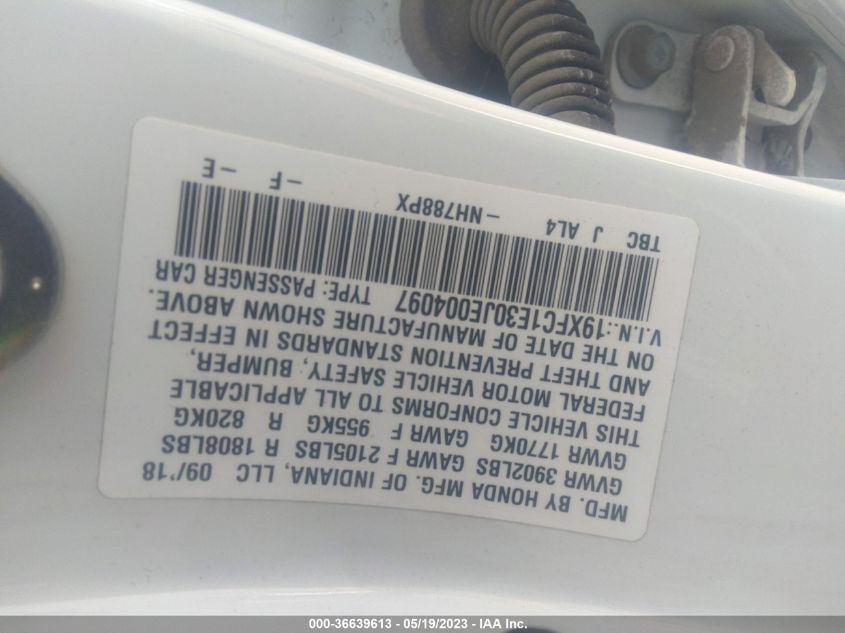 MFD. BY HONDA MFG. OF INDIANA, LLC 09/'18
GVWR 3902LBS GAWR F 2105LBS R 1808LBS
GVWR 1770KG GAWR F 955KG R 820KG
THIS VEHICLE CONFORMS TO ALL APPLICABLE
FEDERAL MOTOR VEHICLE SAFETY, BUMPER,
AND THEFT PREVENTION STANDARDS IN EFFECT
ON THE DATE OF MANUFACTURE SHOWN ABOVE.
V.I.N.:19XFC1E30JE004097 TYPE: PASSENGER CAR
TBC J AL4 -NH788PX -F -E
000-36639613 - 05/19/2023 - IAA Inc.